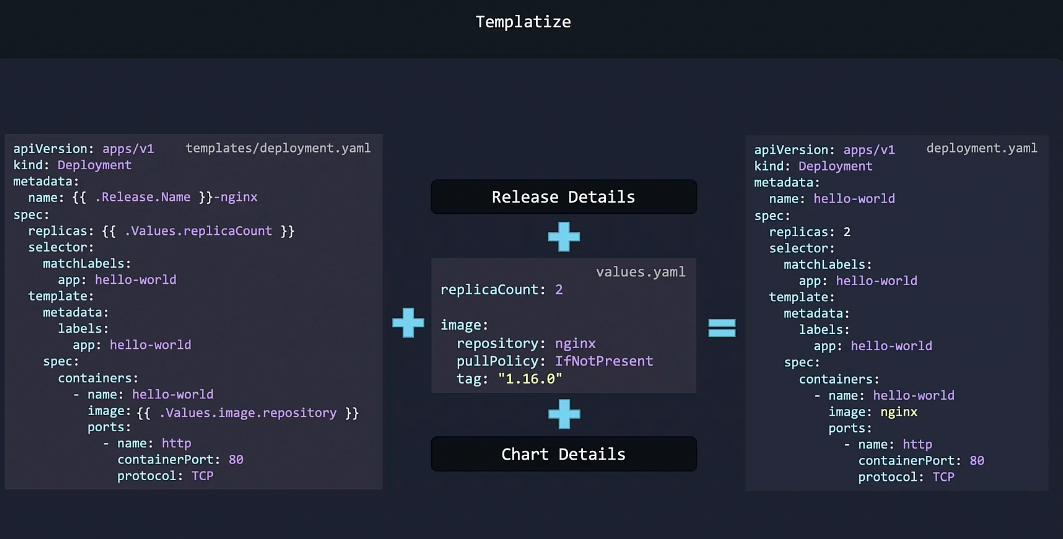 Templatize
templates/deployment.yaml
apiVersion: apps/v1
kind: Deployment
metadata:
  name: {{ .Release.Name }}-nginx
spec:
  replicas: {{ .Values.replicaCount }}
  selector:
    matchLabels:
      app: hello-world
  template:
    metadata:
      labels:
        app: hello-world
    spec:
      containers:
        - name: hello-world
          image: {{ .Values.image.repository }}
          ports:
            - name: http
              containerPort: 80
              protocol: TCP
Release Details
values.yaml
replicaCount: 2
image:
  repository: nginx
  pullPolicy: IfNotPresent
  tag: "1.16.0"
Chart Details
deployment.yaml
apiVersion: apps/v1
kind: Deployment
metadata:
  name: hello-world
spec:
  replicas: 2
  selector:
    matchLabels:
      app: hello-world
  template:
    metadata:
      labels:
        app: hello-world
    spec:
      containers:
        - name: hello-world
          image: nginx
          ports:
            - name: http
              containerPort: 80
              protocol: TCP